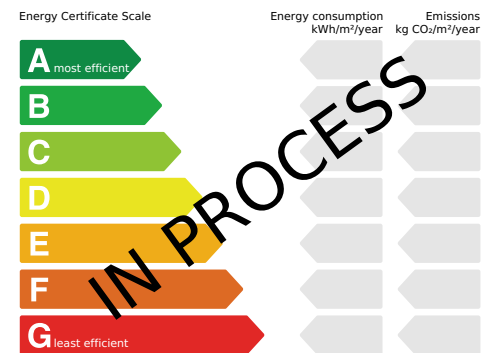 Energy Certificate Scale
Energy consumption
kWh/m²/year
Emissions
kg CO₂/m²/year
A most efficient
B
C
D
E
F
G least efficient
IN PROCESS